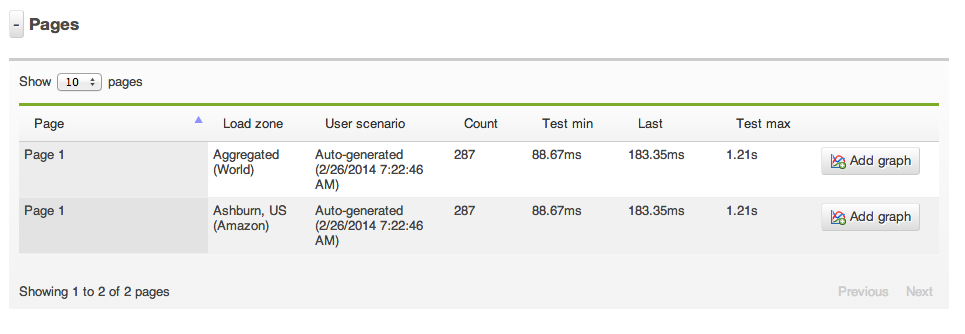 - Pages
Show 10 pages
Page Load zone User scenario Count Test min Last Test max
Page 1 Aggregated Auto-generated 287 88.67ms 183.35ms 1.21s Add graph
(World) (2/26/2014 7:22:46
AM)
Page 1 Ashburn, US Auto-generated 287 88.67ms 183.35ms 1.21s Add graph
(Amazon) (2/26/2014 7:22:46
AM)
Showing 1 to 2 of 2 pages Previous Next